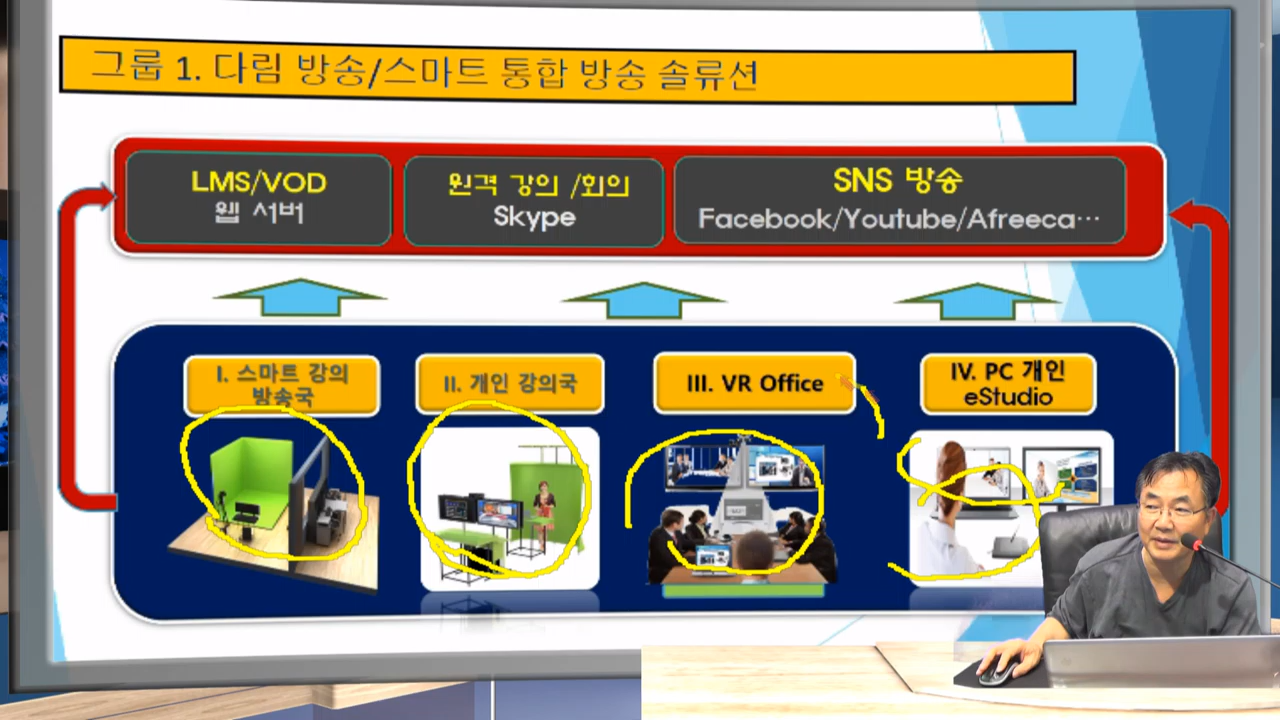 그룹 1. 다림 방송/스마트 통합 방송 솔류션
LMS/VOD
웹 서버
원격 강의 /회의
Skype
SNS 방송
Facebook/Youtube/Afreeca…
I. 스마트 강의
방송국
II. 개인 강의국
III. VR Office
IV. PC 개인
eStudio